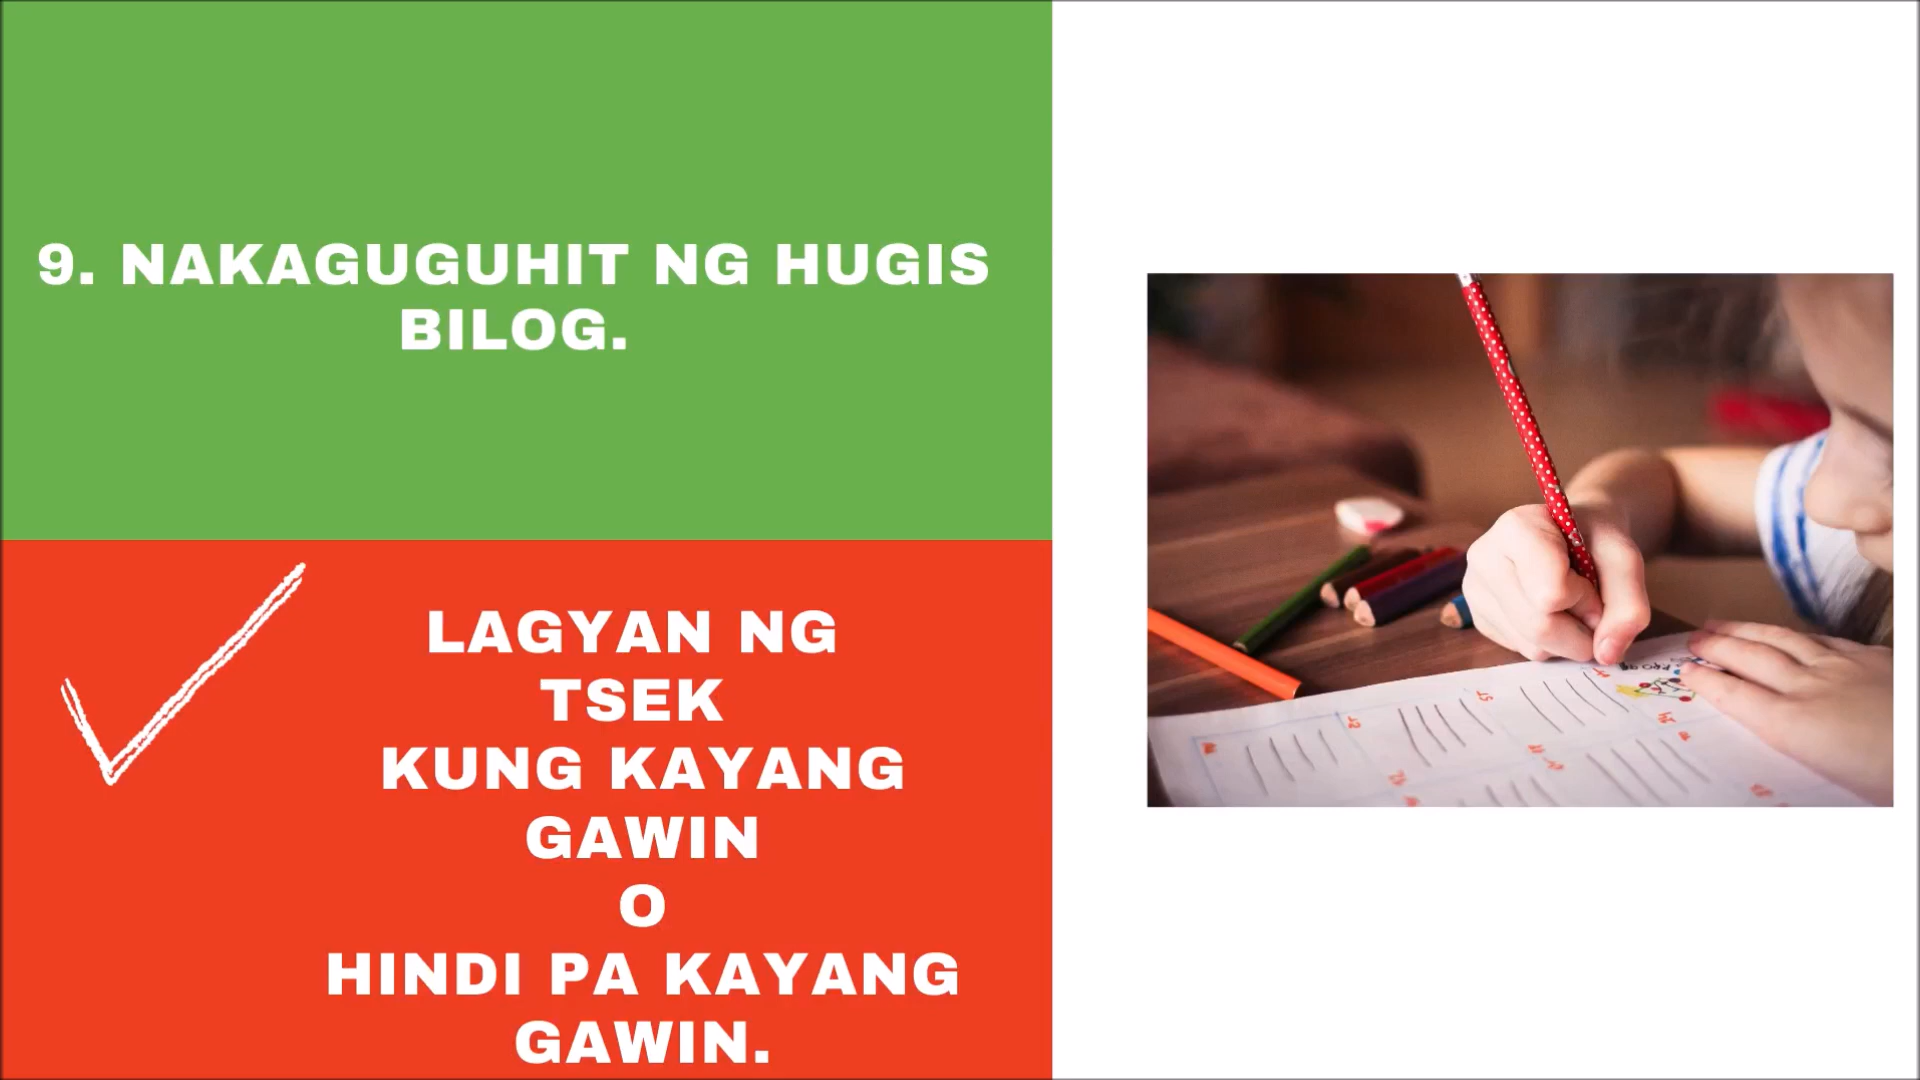 9. NAKAGUGUHIT NG HUGIS
BILOG.
LAGYAN NG
TSEK
KUNG KAYANG
GAWIN
O
HINDI PA KAYANG
GAWIN.